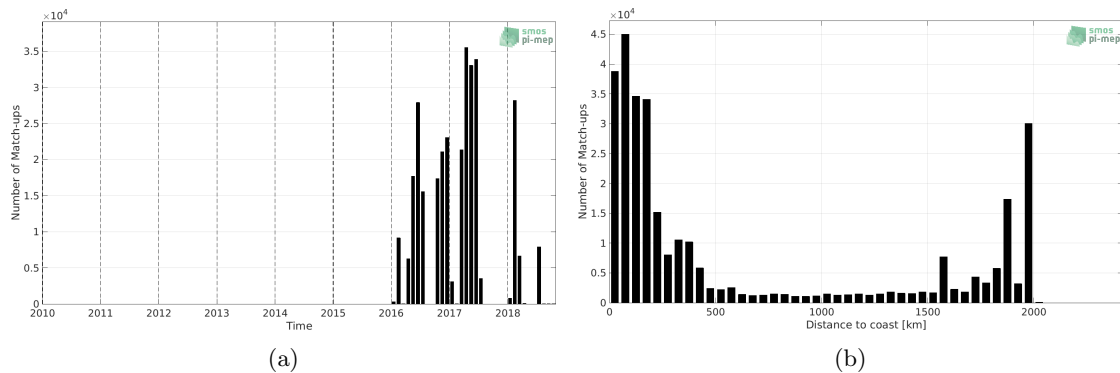 ×10⁴
smos
pi-mep
3.5
3
2.5
2
1.5
1
0.5
0
Number of Match-ups
2010 2011 2012 2013 2014 2015 2016 2017 2018
Time
(a)
×10⁴
smos
pi-mep
4.5
4
3.5
3
2.5
2
1.5
1
0.5
0
Number of Match-ups
0 500 1000 1500 2000
Distance to coast [km]
(b)